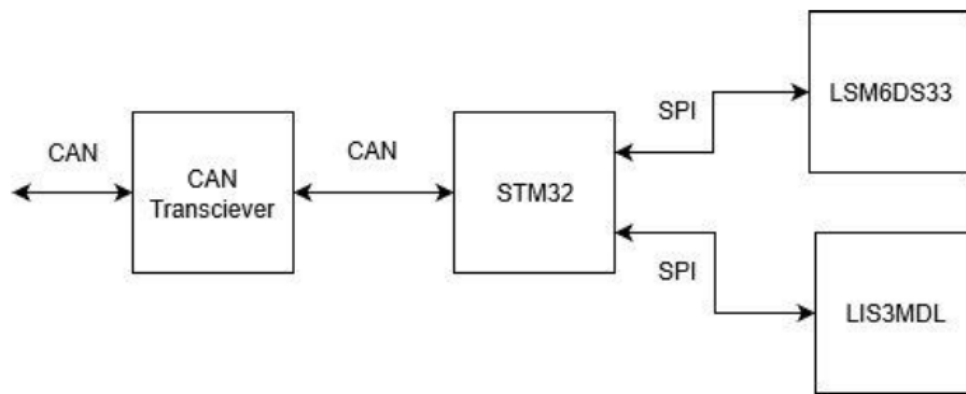 CAN
CAN
Transciever
CAN
STM32
SPI
LSM6DS33
SPI
LIS3MDL